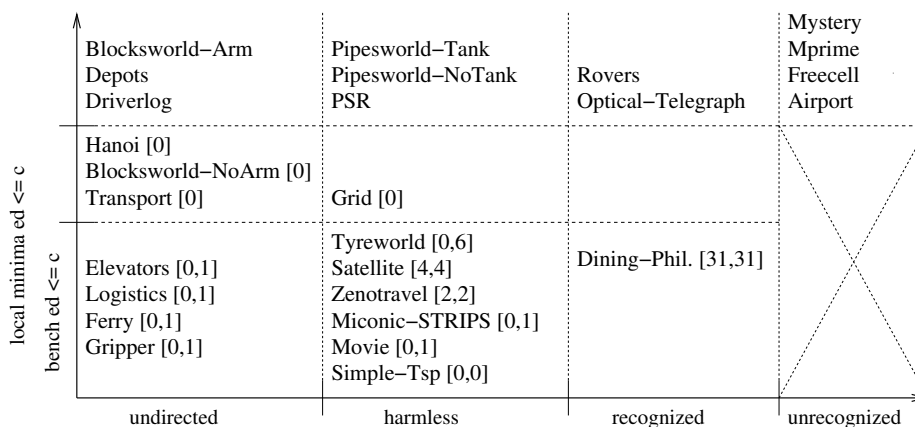 Blocksworld−Arm
Depots
Driverlog
Pipesworld−Tank
Pipesworld−NoTank
PSR
Rovers
Optical−Telegraph
Mystery
Mprime
Freecell
Airport
Hanoi [0]
Blocksworld−NoArm [0]
Transport [0]
Grid [0]
Elevators [0,1]
Logistics [0,1]
Ferry [0,1]
Gripper [0,1]
Tyreworld [0,6]
Satellite [4,4]
Zenotravel [2,2]
Miconic−STRIPS [0,1]
Movie [0,1]
Simple−Tsp [0,0]
Dining−Phil. [31,31]
local minima ed <= c
bench ed <= c
undirected
harmless
recognized
unrecognized